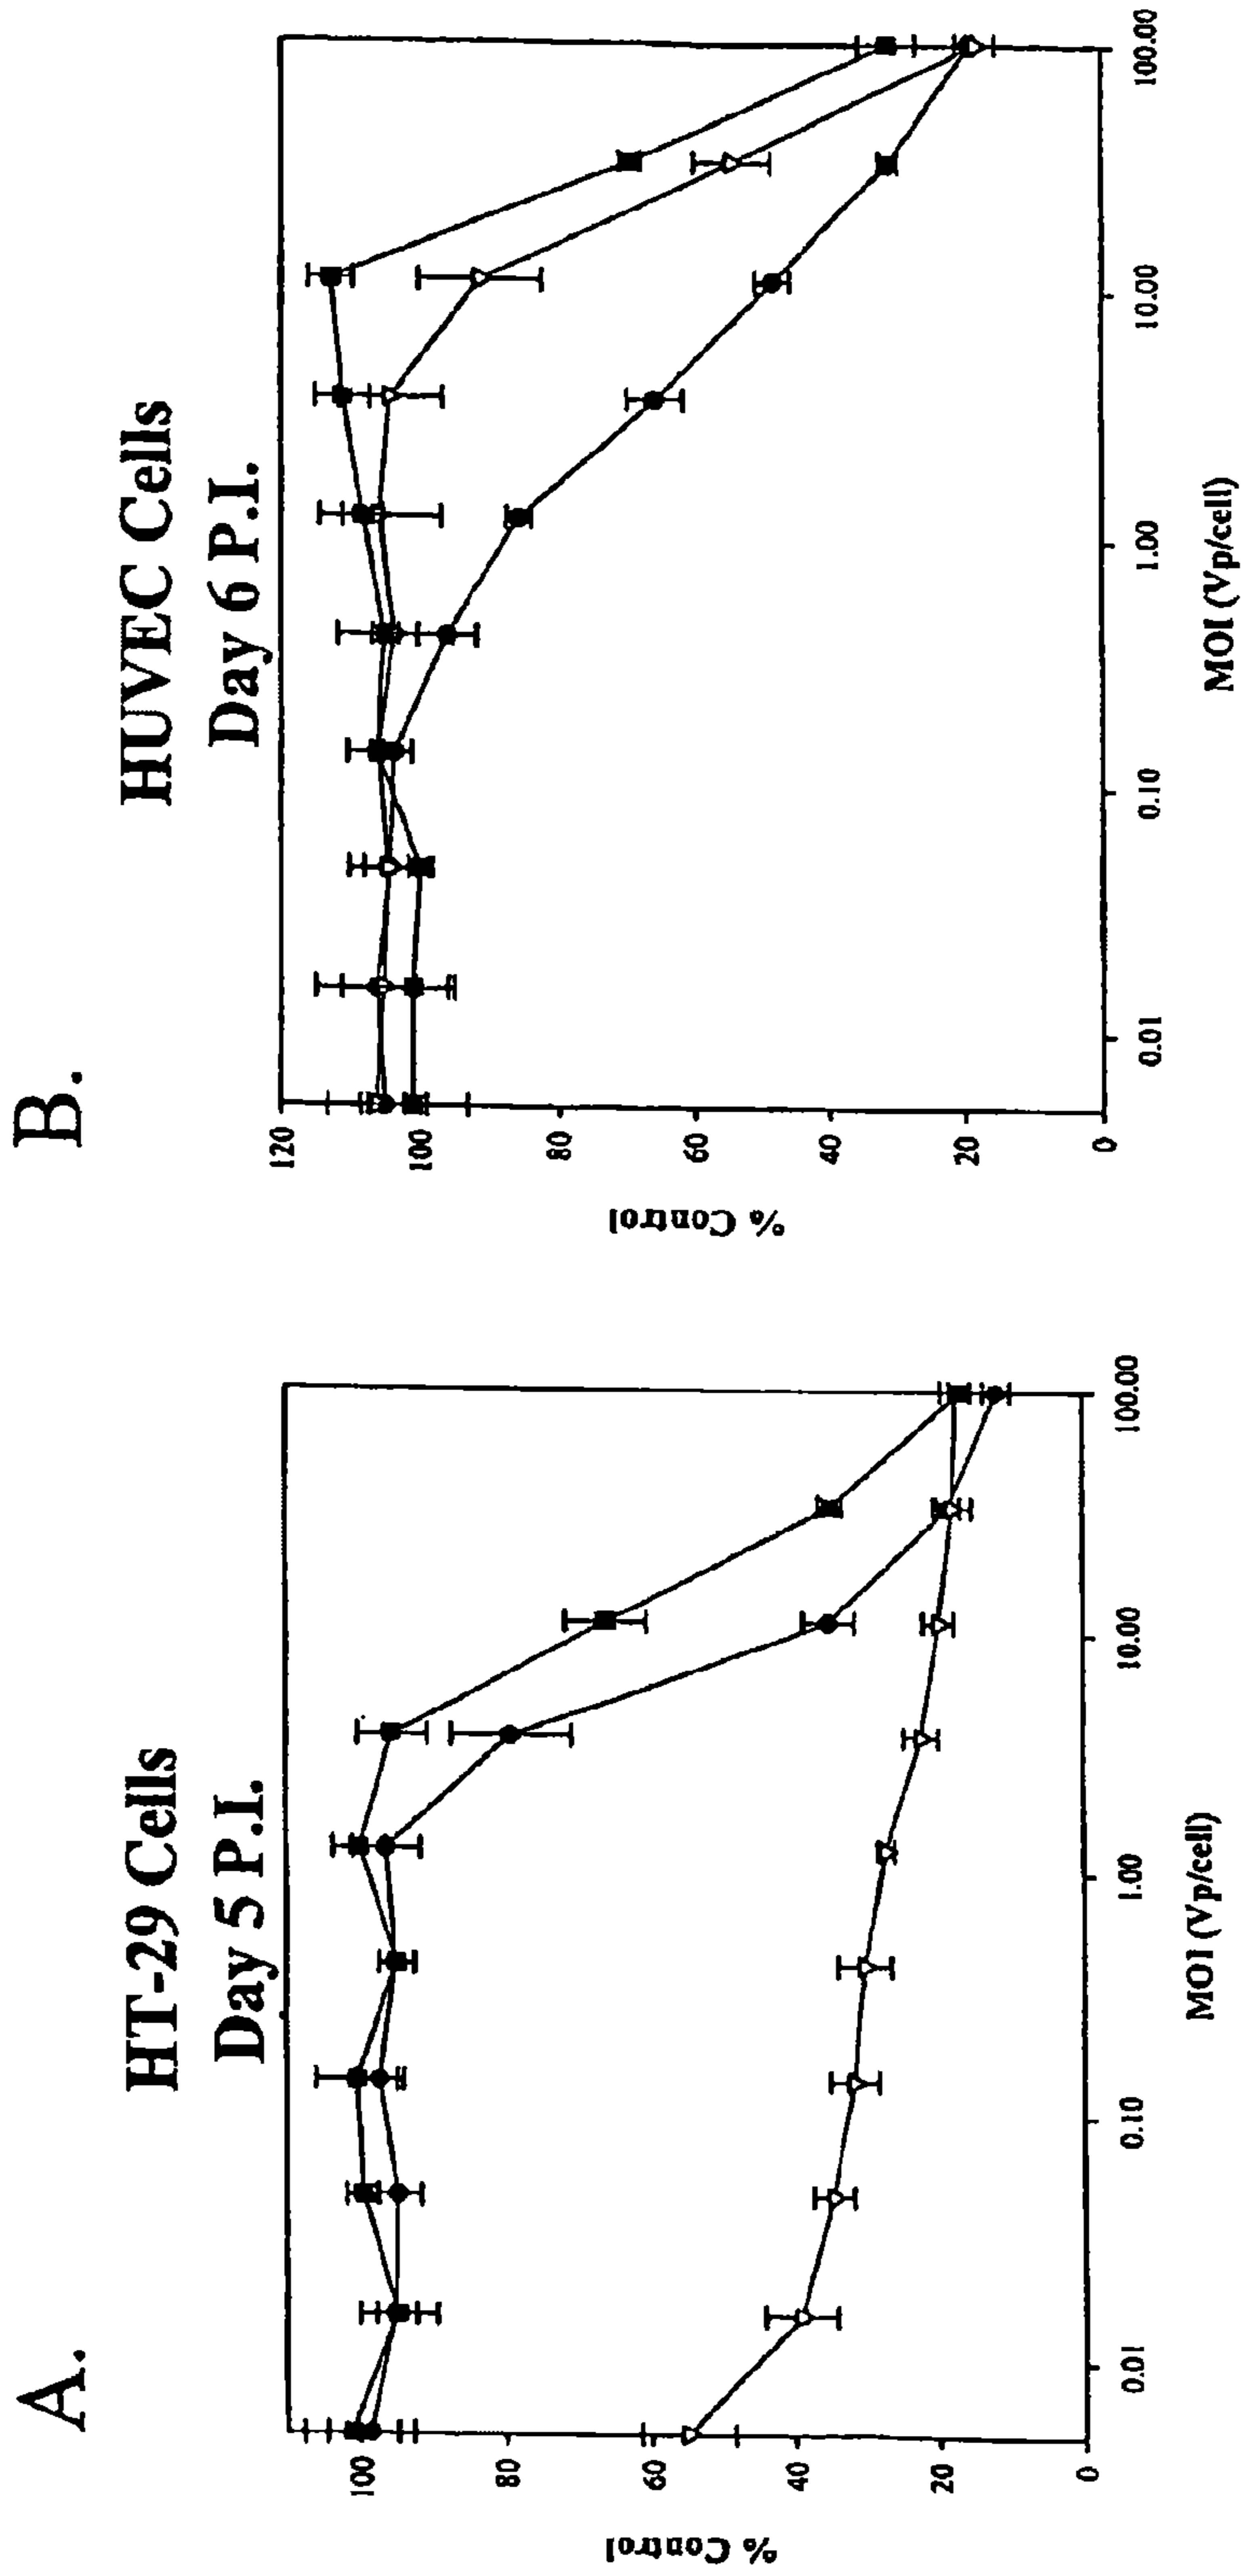 A.
HT-29 Cells
Day 5 P.I.
% Control
100
80
60
40
20
0
0.01
0.10
1.00
10.00
100.00
MOI (Vp/cell)
B.
HUVEC Cells
Day 6 P.I.
% Control
120
100
80
60
40
20
0
0.01
0.10
1.00
10.00
100.00
MOI (Vp/cell)